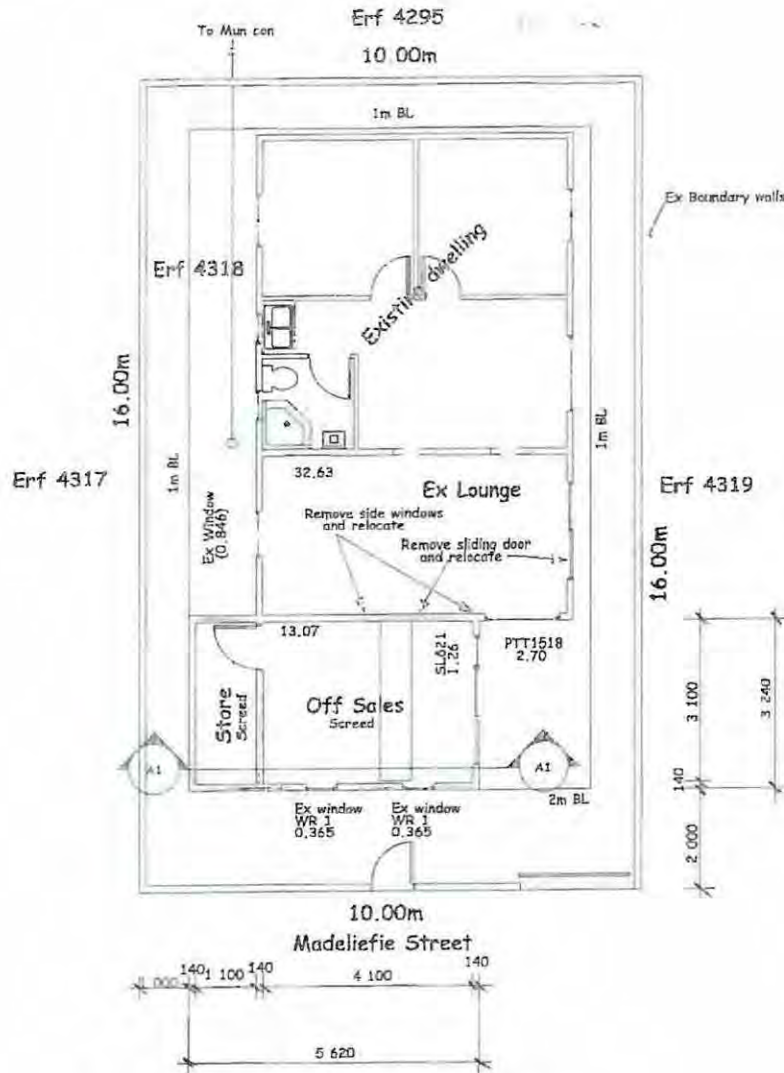 Erf 4295
To Mun con
10.00m
1m BL
Ex Boundary walls
Erf 4318
Existing dwelling
16.00m
1m BL
Erf 4317
1m BL
32.63
Ex Lounge
Erf 4319
Ex Window
(0.846)
Remove side windows
and relocate
Remove sliding door
and relocate
16.00m
13.07
SL621
1.26
PTT1518
2.70
Store
Screed
Off Sales
Screed
3 100
3 240
A1
A1
140
2m BL
Ex window
WR 1
0.365
Ex window
WR 1
0.365
2 000
10.00m
Madeliefie Street
140
1 100
140
4 100
140
5 620